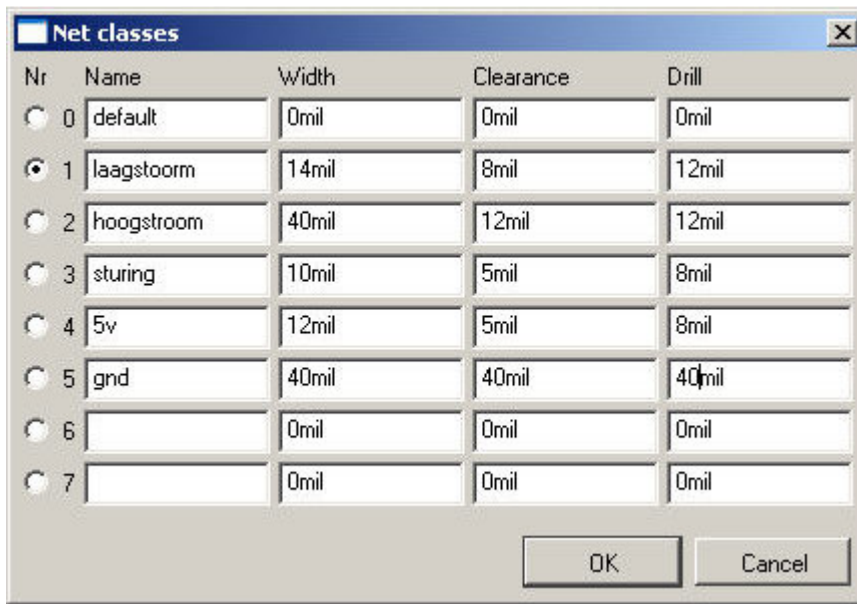 Net classes
Nr Name Width Clearance Drill
0 default 0mil 0mil 0mil
1 laagstoorm 14mil 8mil 12mil
2 hoogstroom 40mil 12mil 12mil
3 sturing 10mil 5mil 8mil
4 5v 12mil 5mil 8mil
5 gnd 40mil 40mil 40mil
6 0mil 0mil 0mil
7 0mil 0mil 0mil
OK Cancel